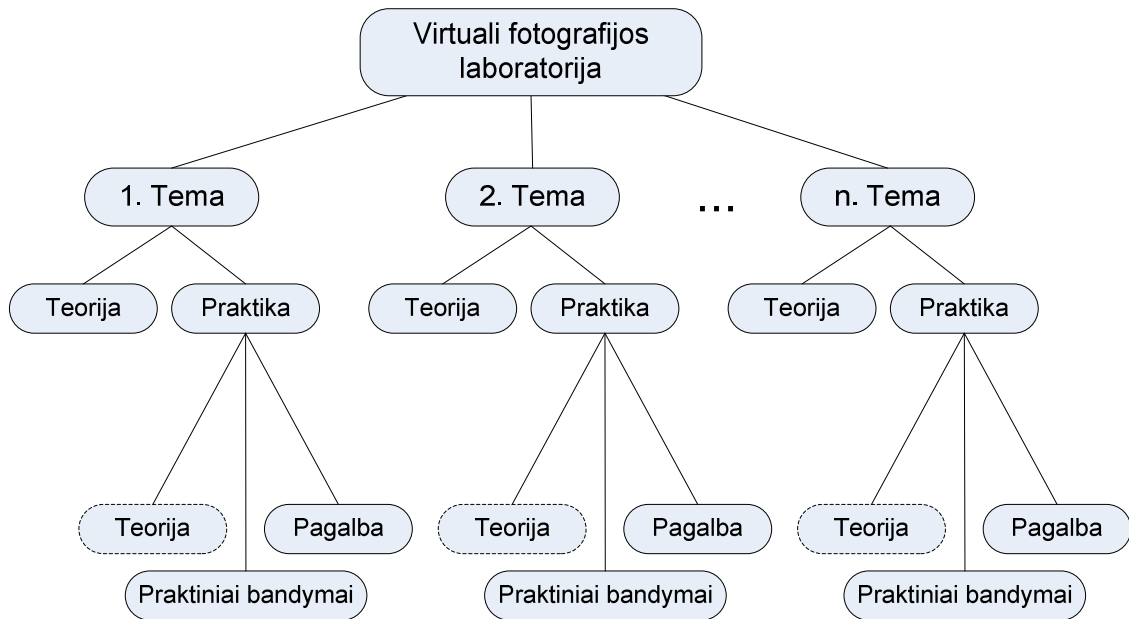 Virtuali fotografijos
laboratorija
1. Tema
2. Tema
...
n. Tema
Teorija
Praktika
Teorija
Praktika
Teorija
Praktika
Teorija
Pagalba
Teorija
Pagalba
Teorija
Pagalba
Praktiniai bandymai
Praktiniai bandymai
Praktiniai bandymai